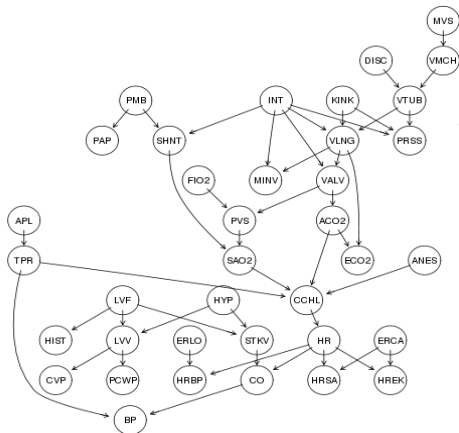 MVS
DISC VMCH
PMB INT KINK VTUB
PAP SHNT VLNG PRSS
FIO2 MINV VALV
APL PVS ACO2
TPR SAO2 ECO2 ANES
LVF HYP CCHL
HIST LVV ERLO STKV HR ERCA
CVP PCWP HRBP CO HRSA HREK
BP